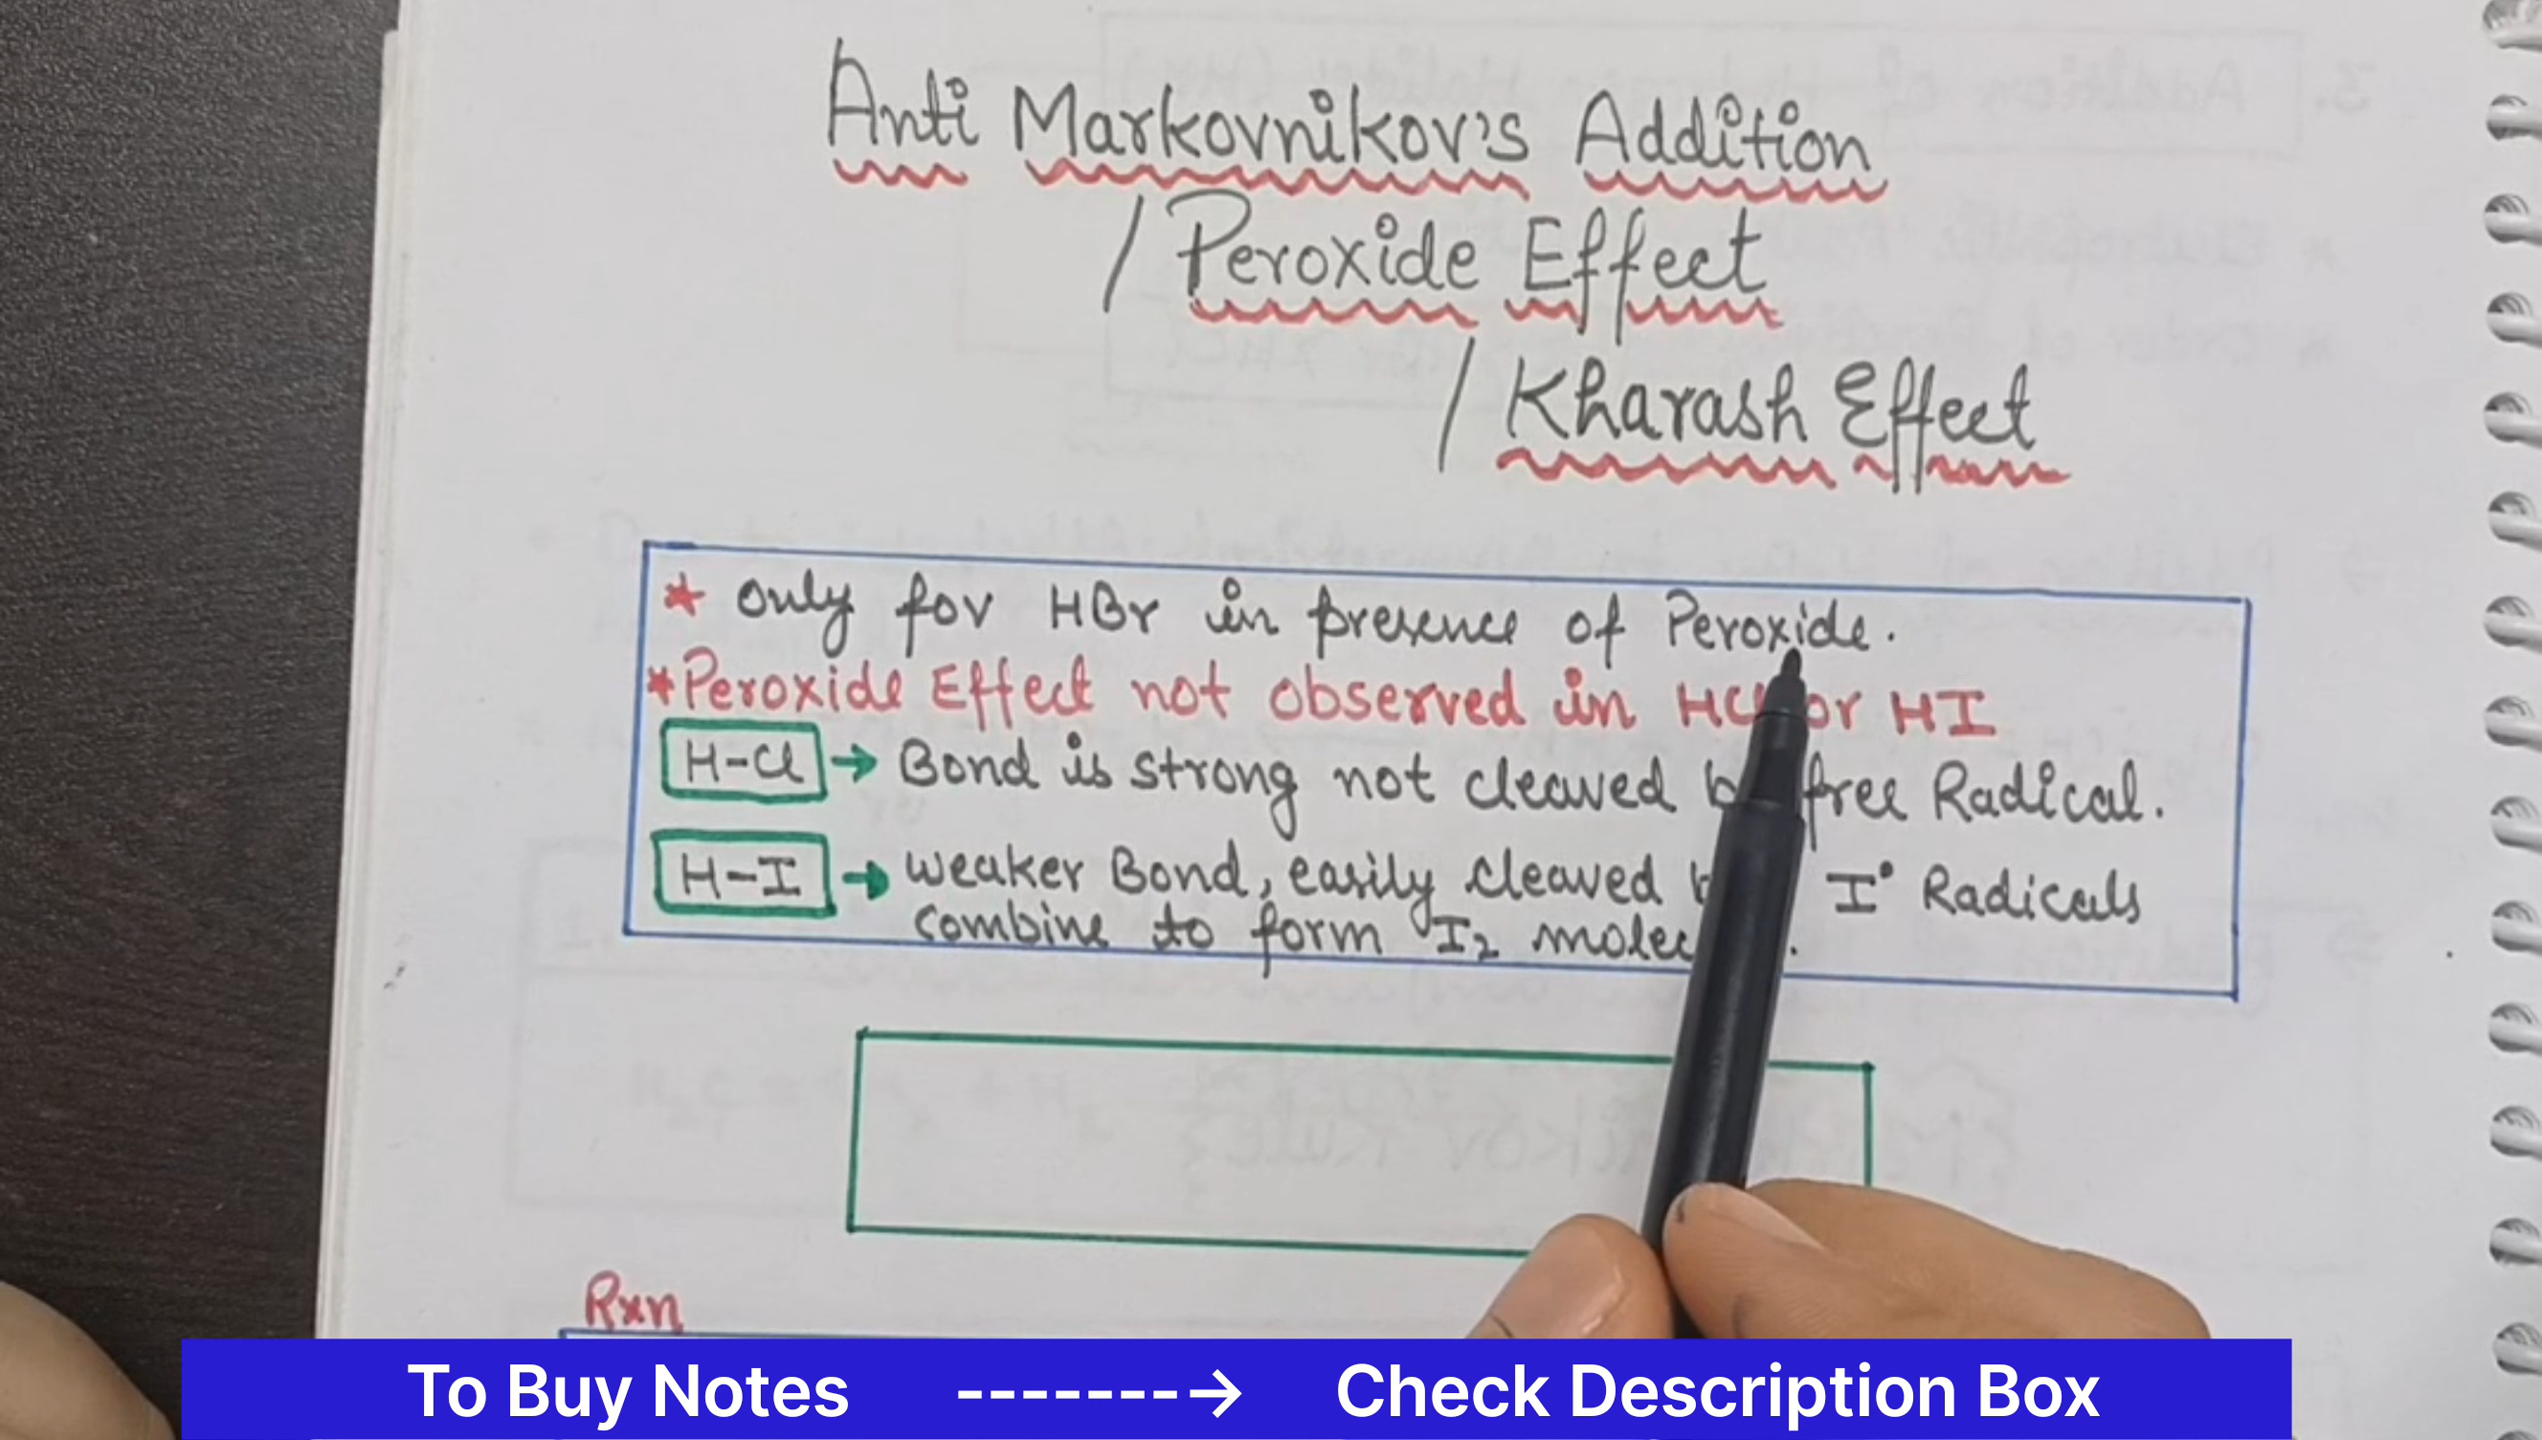 Anti Markovnikov's Addition
/ Peroxide Effect
/ Kharash Effect
* Only for HBr in presence of Peroxide.
* Peroxide Effect not observed in or HI
H-Cl → Bond is strong not cleaved free Radical.
H-I → weaker Bond, easily cleaved I• Radicals
combine to form I2
Rxn
To Buy Notes -------→ Check Description Box